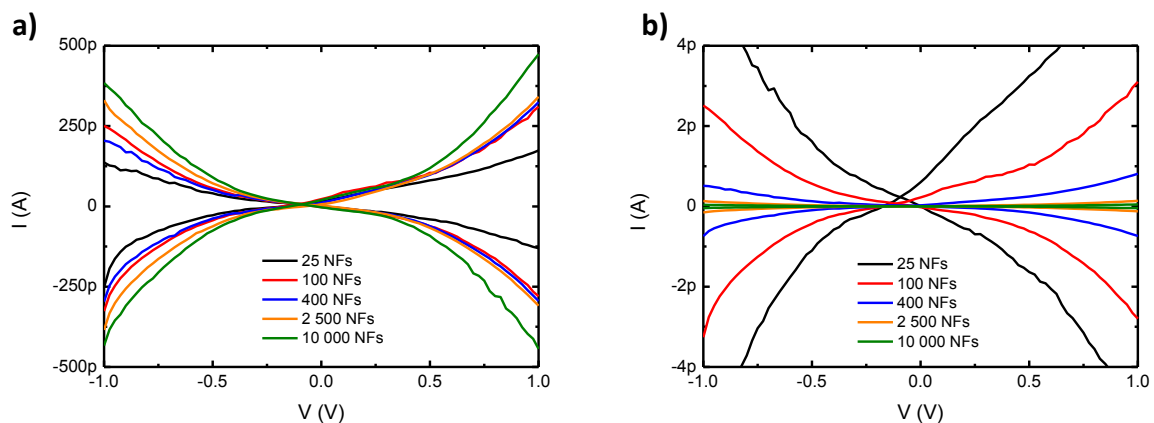 a)
500p
250p
0
-250p
-500p
I (A)
-1.0
-0.5
0.0
0.5
1.0
V (V)
25 NFs
100 NFs
400 NFs
2 500 NFs
10 000 NFs
b)
4p
2p
0
-2p
-4p
I (A)
-1.0
-0.5
0.0
0.5
1.0
V (V)
25 NFs
100 NFs
400 NFs
2 500 NFs
10 000 NFs